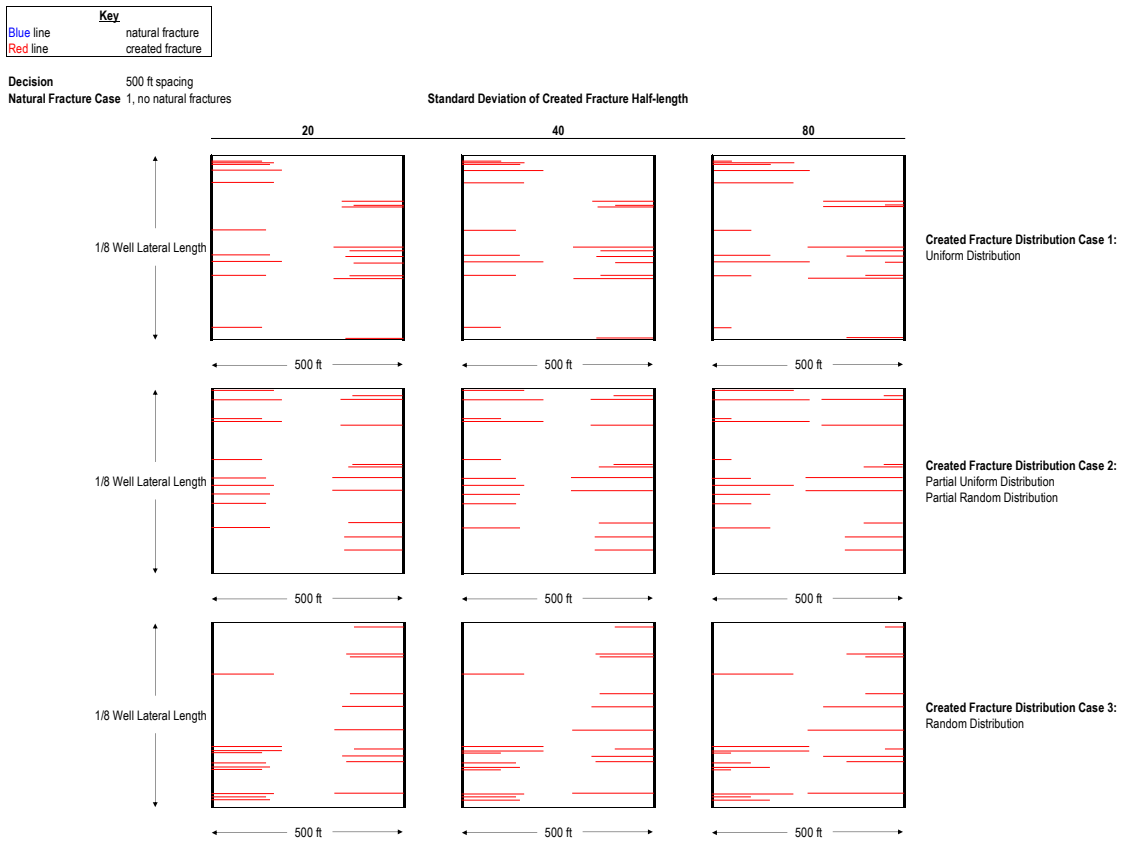 Key
Blue line natural fracture
Red line created fracture
Decision 500 ft spacing
Natural Fracture Case 1, no natural fractures
Standard Deviation of Created Fracture Half-length
20 40 80
1/8 Well Lateral Length
Created Fracture Distribution Case 1:
Uniform Distribution
500 ft 500 ft 500 ft
1/8 Well Lateral Length
Created Fracture Distribution Case 2:
Partial Uniform Distribution
Partial Random Distribution
500 ft 500 ft 500 ft
1/8 Well Lateral Length
Created Fracture Distribution Case 3:
Random Distribution
500 ft 500 ft 500 ft